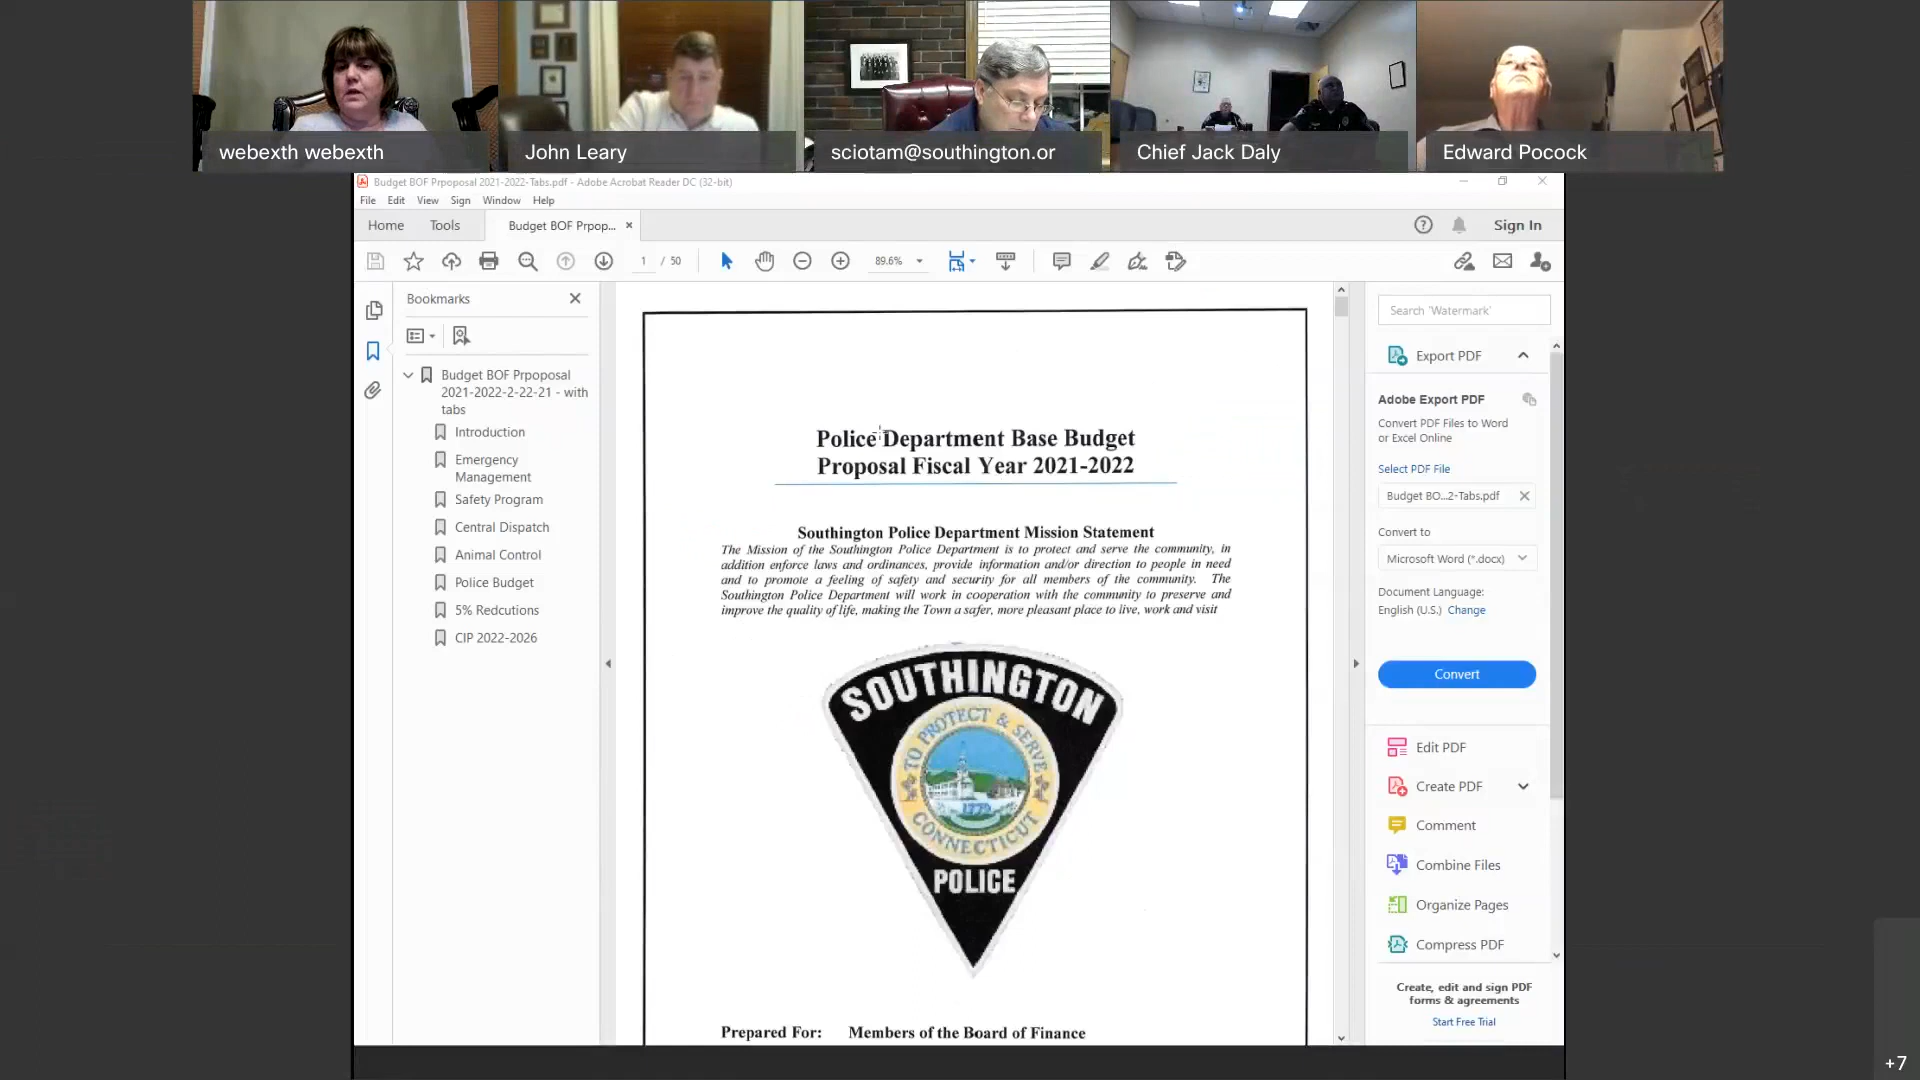 webexth webexth
John Leary
sciotam@southington.or
Chief Jack Daly
Edward Pocock
Budget BOF Prpoposal 2021-2022-Tabs.pdf - Adobe Acrobat Reader DC (32-bit)
File Edit View Sign Window Help
Home Tools Budget BOF Prpop... × Sign In
1 / 50 89.6%
Bookmarks
Budget BOF Prpoposal
2021-2022-2-22-21 - with
tabs
Introduction
Emergency
Management
Safety Program
Central Dispatch
Animal Control
Police Budget
5% Redcutions
CIP 2022-2026
Police Department Base Budget
Proposal Fiscal Year 2021-2022
Southington Police Department Mission Statement
The Mission of the Southington Police Department is to protect and serve the community, in
addition enforce laws and ordinances, provide information and/or direction to people in need
and to promote a feeling of safety and security for all members of the community. The
Southington Police Department will work in cooperation with the community to preserve and
improve the quality of life, making the Town a safer, more pleasant place to live, work and visit
SOUTHINGTON
TO PROTECT & SERVE
1779
CONNECTICUT
POLICE
Prepared For: Members of the Board of Finance
Search 'Watermark'
Export PDF
Adobe Export PDF
Convert PDF Files to Word
or Excel Online
Select PDF File
Budget BO...2-Tabs.pdf
Convert to
Microsoft Word (*.docx)
Document Language:
English (U.S.) Change
Convert
Edit PDF
Create PDF
Comment
Combine Files
Organize Pages
Compress PDF
Create, edit and sign PDF
forms & agreements
Start Free Trial
+7